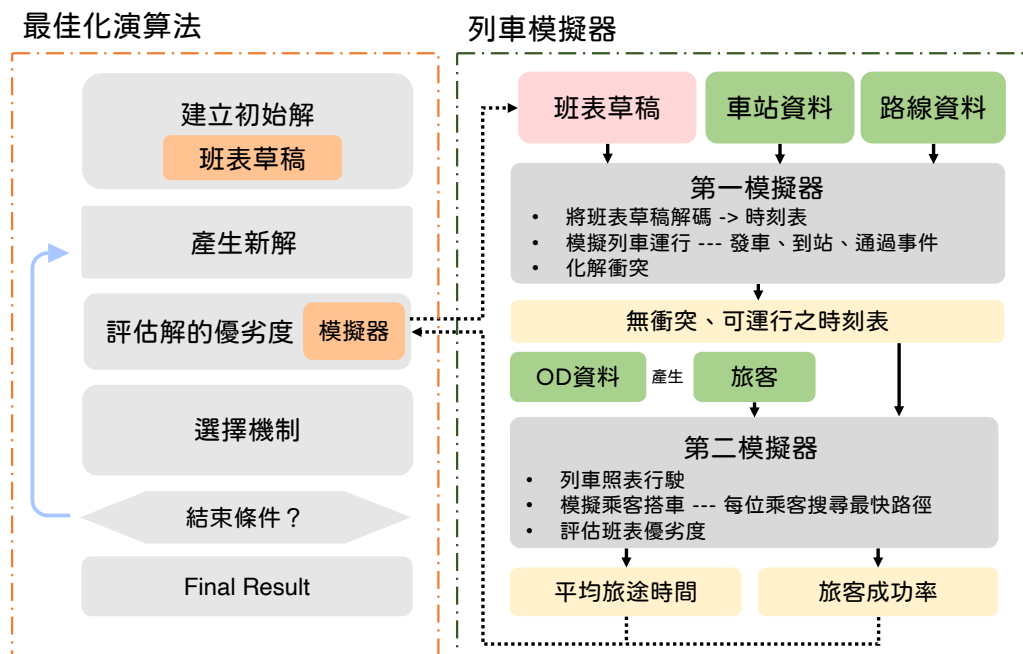 最佳化演算法
建立初始解
班表草稿
產生新解
評估解的優劣度
模擬器
選擇機制
結束條件？
Final Result
列車模擬器
班表草稿
車站資料
路線資料
第一模擬器
• 將班表草稿解碼 -> 時刻表
• 模擬列車運行 --- 發車、到站、通過事件
• 化解衝突
無衝突、可運行之時刻表
OD資料
產生
旅客
第二模擬器
• 列車照表行駛
• 模擬乘客搭車 --- 每位乘客搜尋最快路徑
• 評估班表優劣度
平均旅途時間
旅客成功率